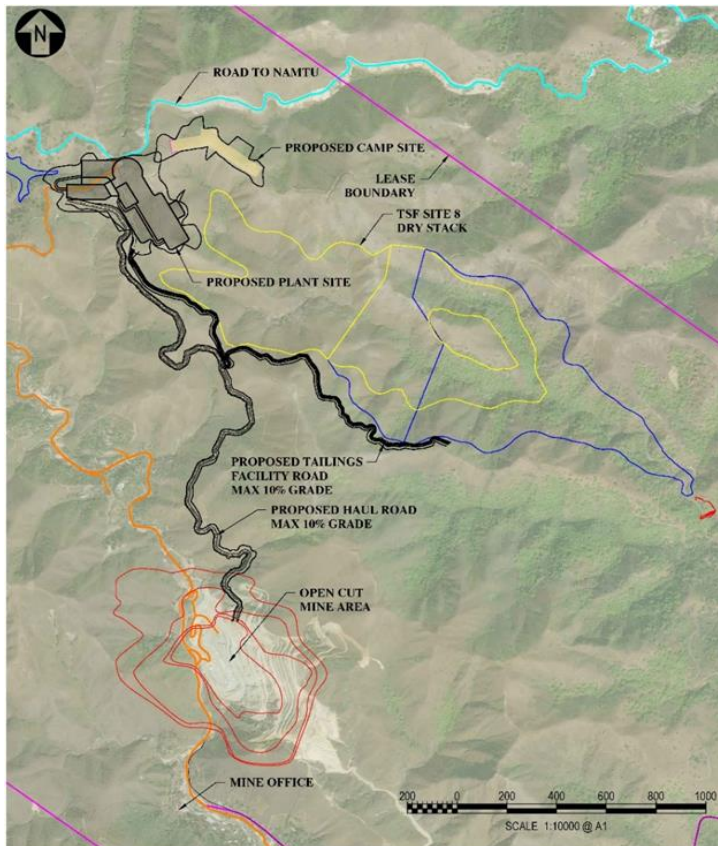 N
ROAD TO NAMTU
PROPOSED CAMP SITE
LEASE
BOUNDARY
TSF SITE 8
DRY STACK
PROPOSED PLANT SITE
PROPOSED TAILINGS
FACILITY ROAD
MAX 10% GRADE
PROPOSED HAUL ROAD
MAX 10% GRADE
OPEN CUT
MINE AREA
MINE OFFICE
200 0 200 400 600 800 1000
SCALE 1:10000 @ A1